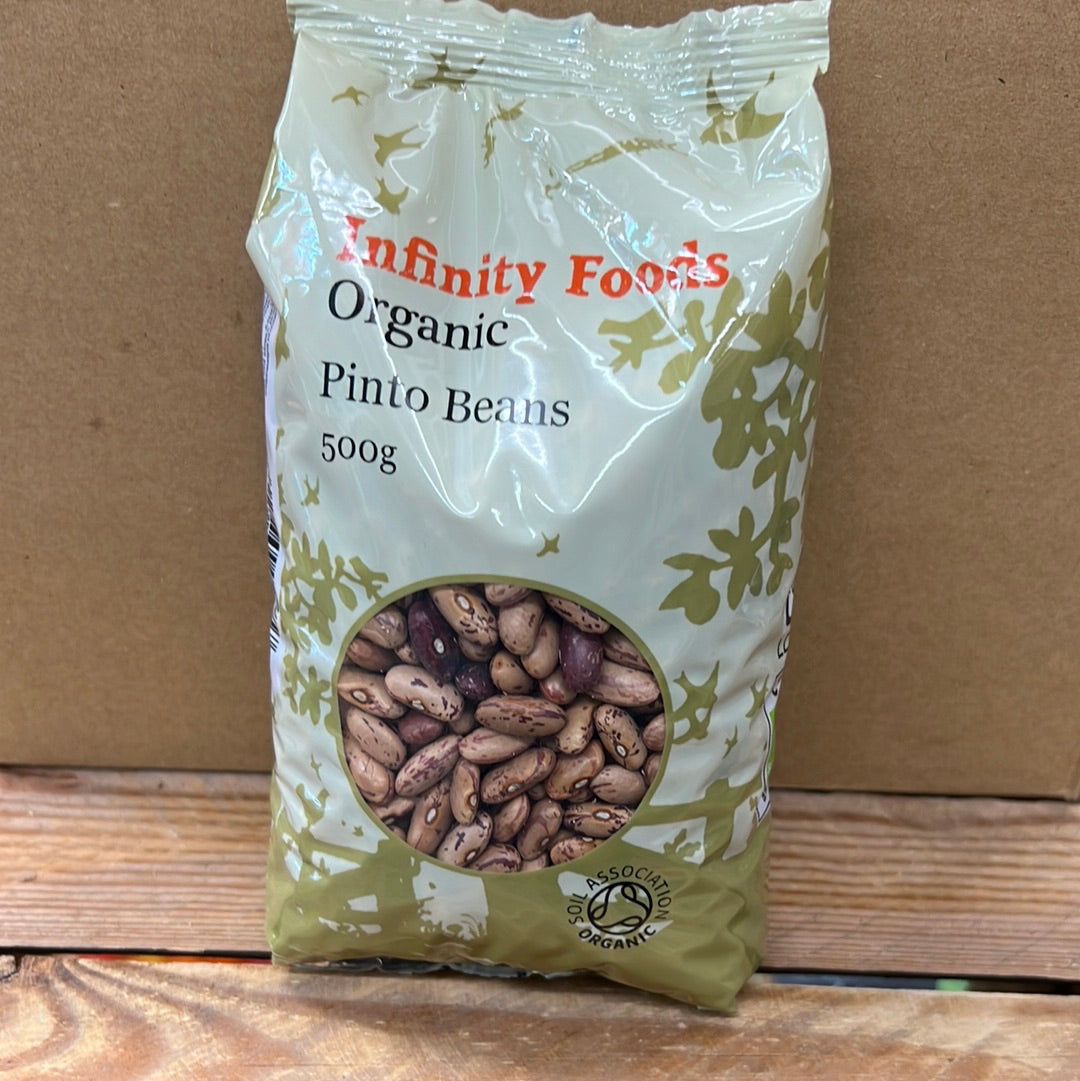 Infinity Foods
Organic
Pinto Beans
500g
SOIL ASSOCIATION
ORGANIC